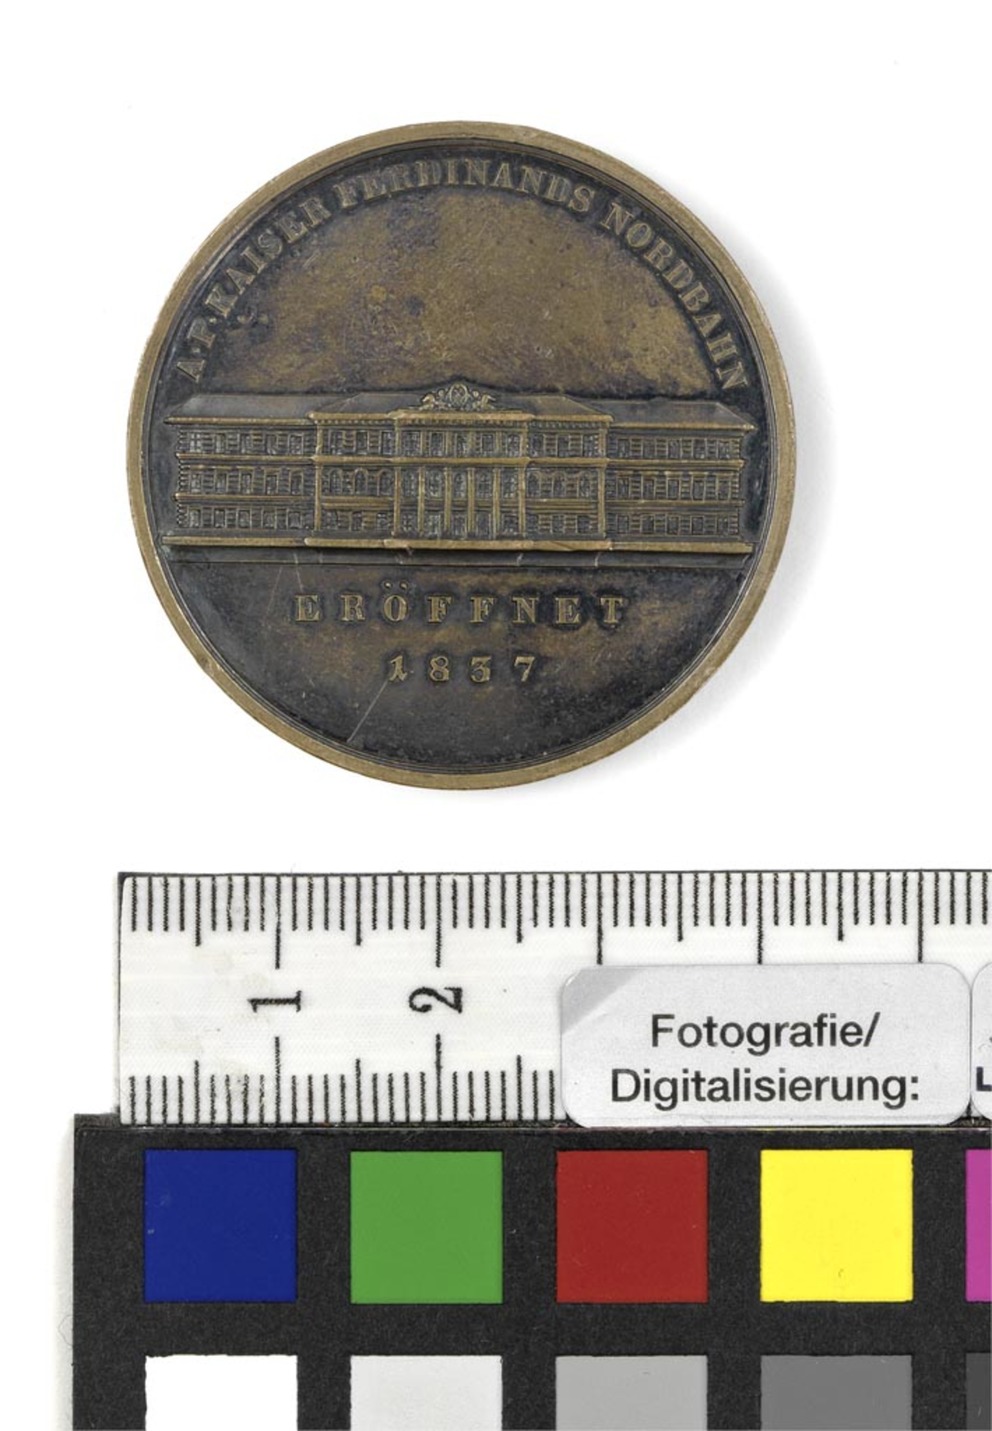 A·P·KAISER FERDINANDS NORDBAHN
ERÖFFNET
1837
1 2
Fotografie/
Digitalisierung:
L